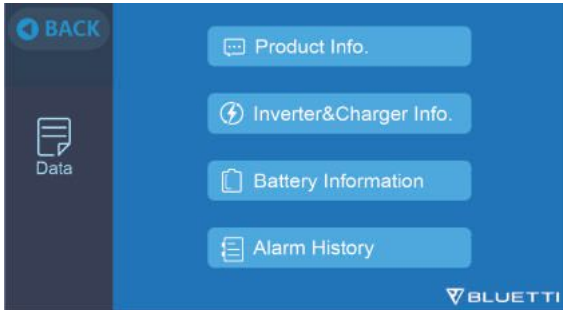 BACK
Data
Product Info.
Inverter&Charger Info.
Battery Information
Alarm History
BLUETTI